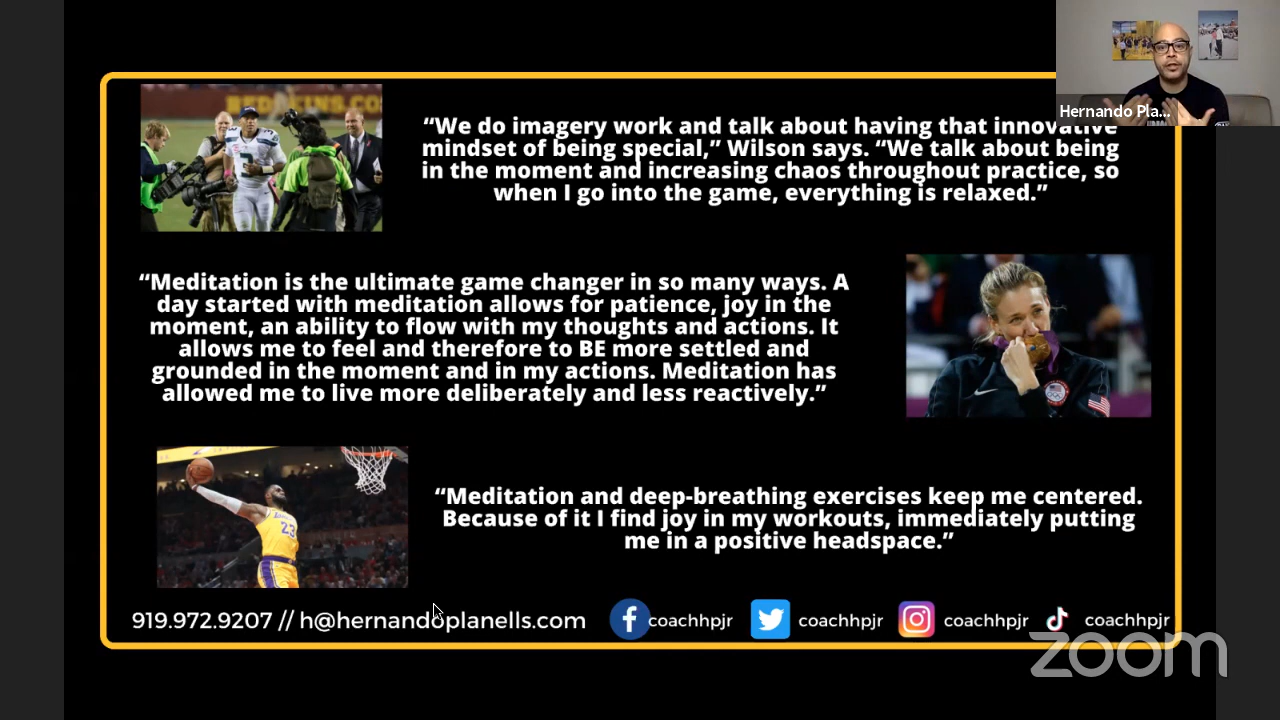 REDSKINS.CO
Hernando Pla...
“We do imagery work and talk about having that innovative
mindset of being special,” Wilson says. “We talk about being
in the moment and increasing chaos throughout practice, so
when I go into the game, everything is relaxed.”
“Meditation is the ultimate game changer in so many ways. A
day started with meditation allows for patience, joy in the
moment, an ability to flow with my thoughts and actions. It
allows me to feel and therefore to BE more settled and
grounded in the moment and in my actions. Meditation has
allowed me to live more deliberately and less reactively.”
23
“Meditation and deep-breathing exercises keep me centered.
Because of it I find joy in my workouts, immediately putting
me in a positive headspace.”
919.972.9207 // h@hernandoplanells.com coachhpjr coachhpjr coachhpjr coachhpjr
zoom